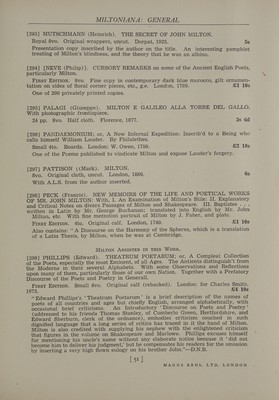 MILTONIANA: GENERAL
[293] MUTSCHMANN (Heinrich). THE SECRET OF JOHN MILTON.
Royal 8vo. Original wrappers, uncut. Dorpat, 1925. 5s
Presentation copy inscribed by the author on the title. An interesting pamphlet
treating of Milton's blindness, and the theory that he was an albino.
[294] [NEVE (Philip)]. CURSORY REMARKS on some of the Ancient English Poets,
particularly Milton.
FIRST EDITION. 8vo. Fine copy in contemporary dark blue morocco, gilt ornamen-
tation on sides of floral corner pieces, etc., g.e. London, 1789. £2 10s
One of 200 privately printed copies.
[295] PALAGI (Giuseppe). MILTON E GALILEO ALLA TORRE DEL GALLO.
With photographic frontispiece.
24 pp. 8vo. Half cloth. Florence, 1877. 3s 6d
[296] PANDÆMONIUM: or, A New Infernal Expedition. Inscrib'd to a Being who
calls himself William Lauder. By Philalethes.
Small 4to. Boards. London: W. Owen, 1750. £2 10s
One of the Poems published to vindicate Milton and expose Lauder's forgery.
[297] PATTISON (Mark). MILTON.
8vo. Original cloth, uncut. London, 1880. 6s
With A.L.S. from the author inserted.
[298] PECK (Francis). NEW MEMOIRS OF THE LIFE AND POETICAL WORKS
OF MR. JOHN MILTON: With, I. An Examination of Milton's Stile: II. Explanatory
and Critical Notes on divers Passages of Milton and Shakespeare. III. Baptistes . . .
written in Latin by Mr. George Buchanan: translated into English by Mr. John
Milton, etc. With fine mezzotint portrait of Milton by J. Faber, and plate.
FIRST EDITION. 4to. Original calf. London, 1740. £1 10s
Also contains: "A Discourse on the Harmony of the Spheres, which is a translation
of a Latin Thesis, by Milton, when he was at Cambridge.
MILTON ASSISTED IN THIS WORK.
[299] PHILLIPS (Edward). THEATRUM POETARUM; or, A Compleat Collection
of the Poets, especially the most Eminent, of all Ages. The Antients distinguish't from
the Moderns in their several Alphabets. With some Observations and Reflections
upon many of them, particularly those of our own Nation. Together with a Prefatory
Discourse of the Poets and Poetry in Generall.
FIRST EDITION. Small 8vo. Original calf (rebacked). London: for Charles Smith,
1675. £3 10s
"Edward Phillips's 'Theatrum Poetarum' is a brief description of the names of
poets of all countries and ages but chiefly English, arranged alphabetically, with
occasional brief criticisms. An Introductory 'Discourse on Poets and Poetry'
(addressed to his friends Thomas Stanley, of Cumberlo Green, Hertfordshire, and
Edward Sherburn, clerk of the ordnance), embodies criticism couched in such
dignified language that a long series of critics has traced in it the hand of Milton.
Milton is also credited with supplying his nephew with the enlightened criticism
that figures in the volume on Shakespeare and Marlowe. Phillips excuses himself
for mentioning his uncle's name without any elaborate notice because it 'did not
become him to deliver his judgment,' but he compensates his readers for the omission
by inserting a very high flown eulogy on his brother John."—D.N.B.
[ 51 ]
MAGGS BROS. LTD. LONDON